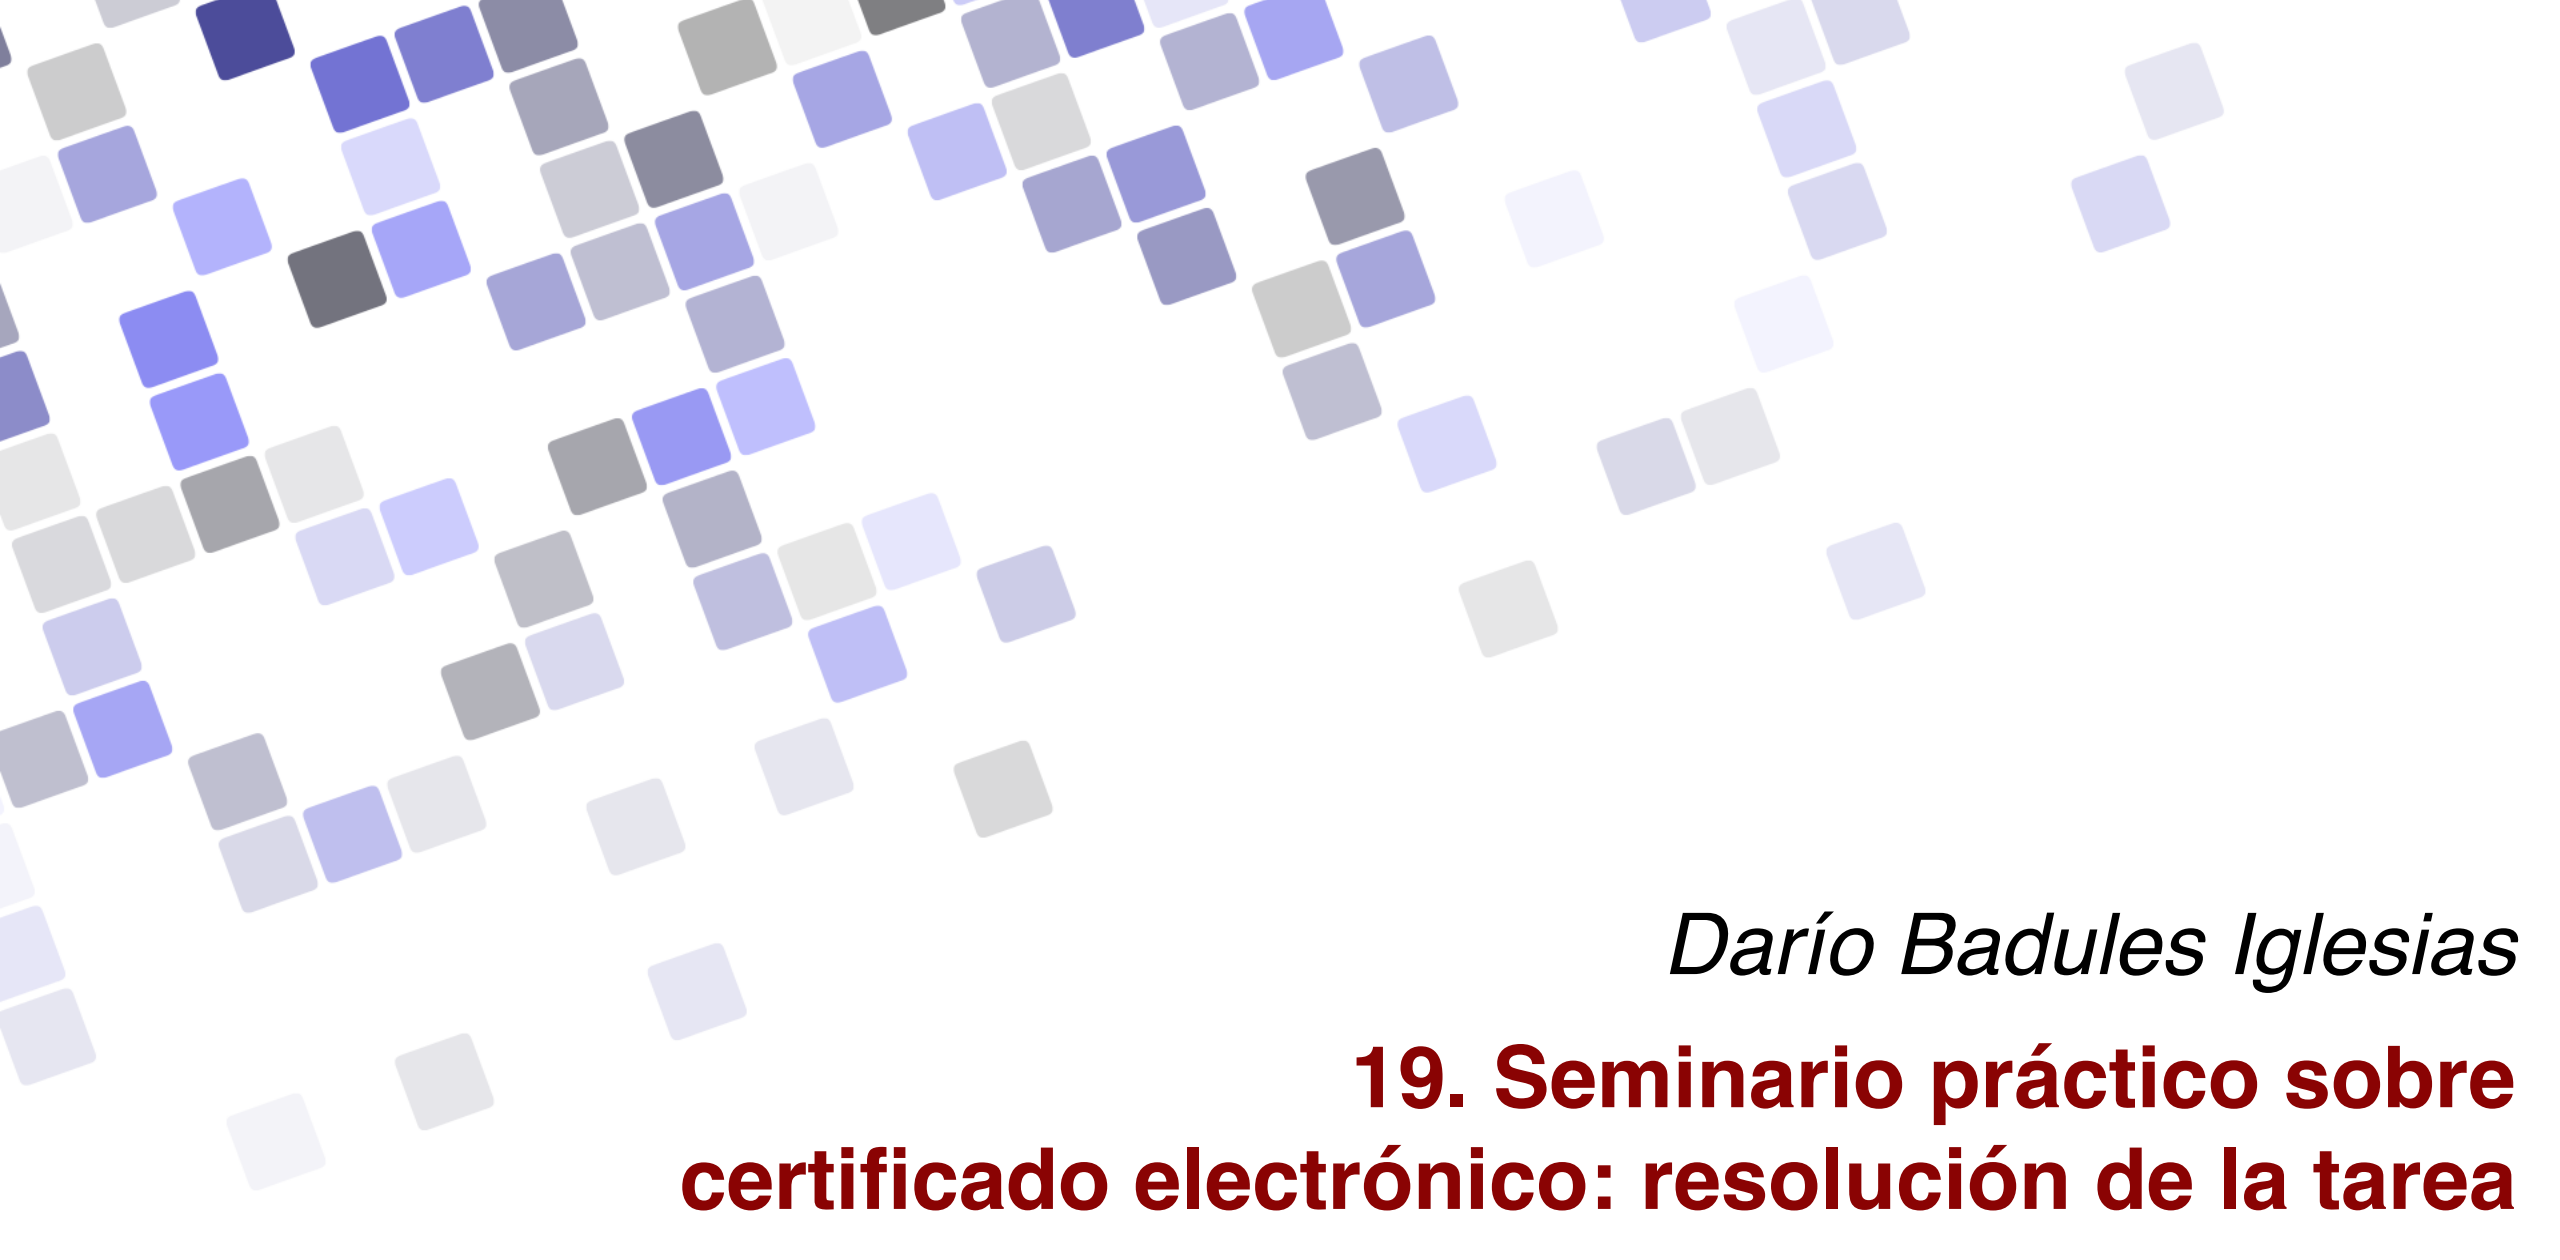 Darío Badules Iglesias
19. Seminario práctico sobre
certificado electrónico: resolución de la tarea